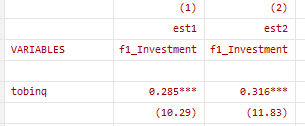 (1) (2)
est1 est2
VARIABLES f1_Investment f1_Investment
tobinq 0.285*** 0.316***
(10.29) (11.83)